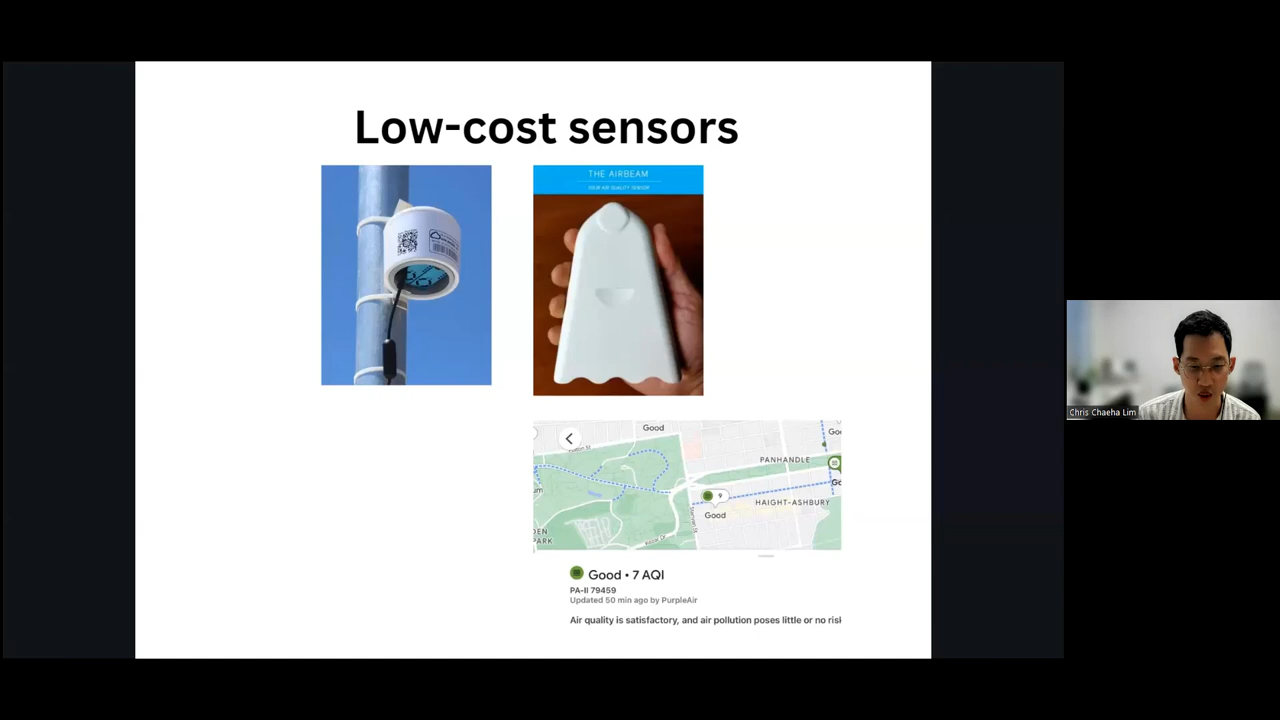 Low-cost sensors
THE AIRBEAM
YOUR AIR QUALITY SENSOR
Good
PANHANDLE
9
Good
HAIGHT-ASHBURY
Good • 7 AQI
PA-II 79459
Updated 50 min ago by PurpleAir
Air quality is satisfactory, and air pollution poses little or no risk
Chris Chaeha Lim